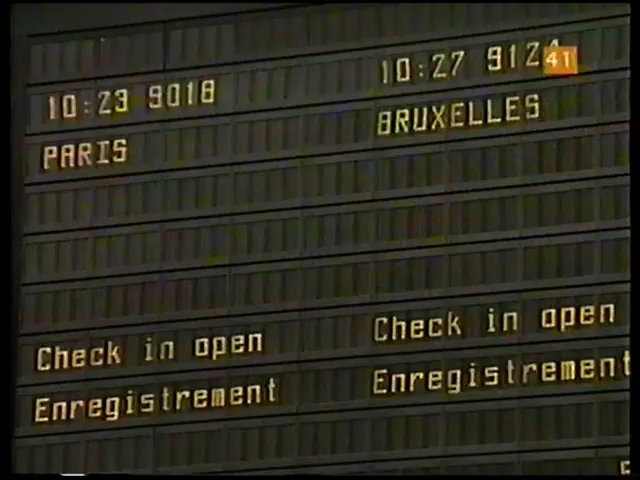 10:23 9018
PARIS
Check in open
Enregistrement
10:27 912
BRUXELLES
Check in open
Enregistrement
41